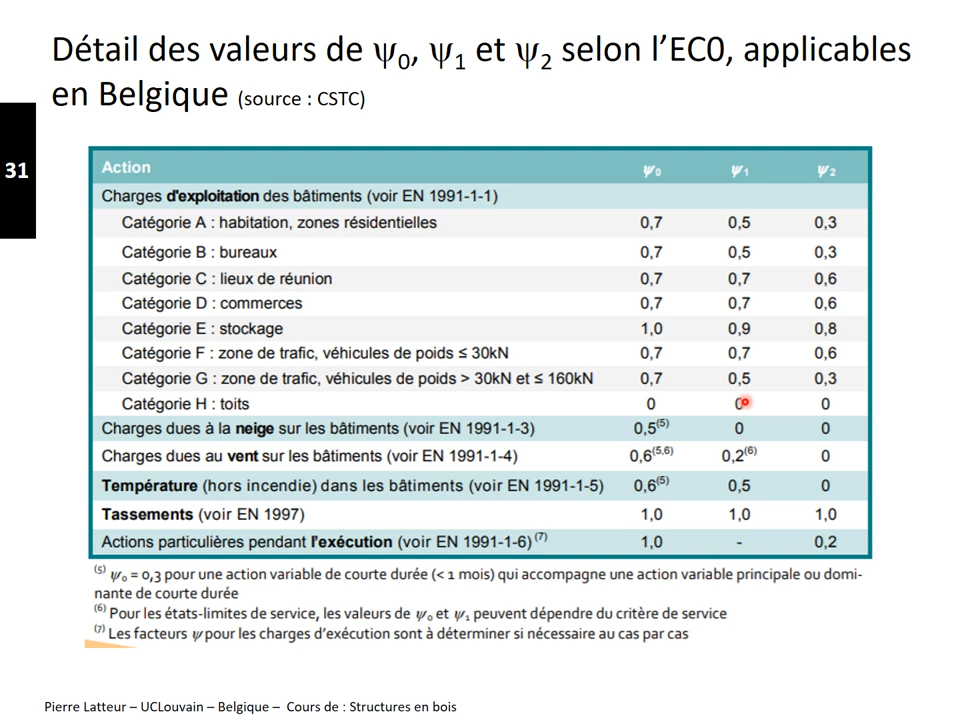 Détail des valeurs de ψ0, ψ1 et ψ2 selon l’EC0, applicables
en Belgique (source : CSTC)
31
Action ψ0 ψ1 ψ2
Charges d'exploitation des bâtiments (voir EN 1991-1-1)
Catégorie A : habitation, zones résidentielles 0,7 0,5 0,3
Catégorie B : bureaux 0,7 0,5 0,3
Catégorie C : lieux de réunion 0,7 0,7 0,6
Catégorie D : commerces 0,7 0,7 0,6
Catégorie E : stockage 1,0 0,9 0,8
Catégorie F : zone de trafic, véhicules de poids ≤ 30kN 0,7 0,7 0,6
Catégorie G : zone de trafic, véhicules de poids > 30kN et ≤ 160kN 0,7 0,5 0,3
Catégorie H : toits 0 0 0
Charges dues à la neige sur les bâtiments (voir EN 1991-1-3) 0,5(5) 0 0
Charges dues au vent sur les bâtiments (voir EN 1991-1-4) 0,6(5,6) 0,2(6) 0
Température (hors incendie) dans les bâtiments (voir EN 1991-1-5) 0,6(5) 0,5 0
Tassements (voir EN 1997) 1,0 1,0 1,0
Actions particulières pendant l'exécution (voir EN 1991-1-6) (7) 1,0 - 0,2
(5) ψ0 = 0,3 pour une action variable de courte durée (< 1 mois) qui accompagne une action variable principale ou domi-
nante de courte durée
(6) Pour les états-limites de service, les valeurs de ψ0 et ψ1 peuvent dépendre du critère de service
(7) Les facteurs ψ pour les charges d’exécution sont à déterminer si nécessaire au cas par cas
Pierre Latteur – UCLouvain – Belgique – Cours de : Structures en bois